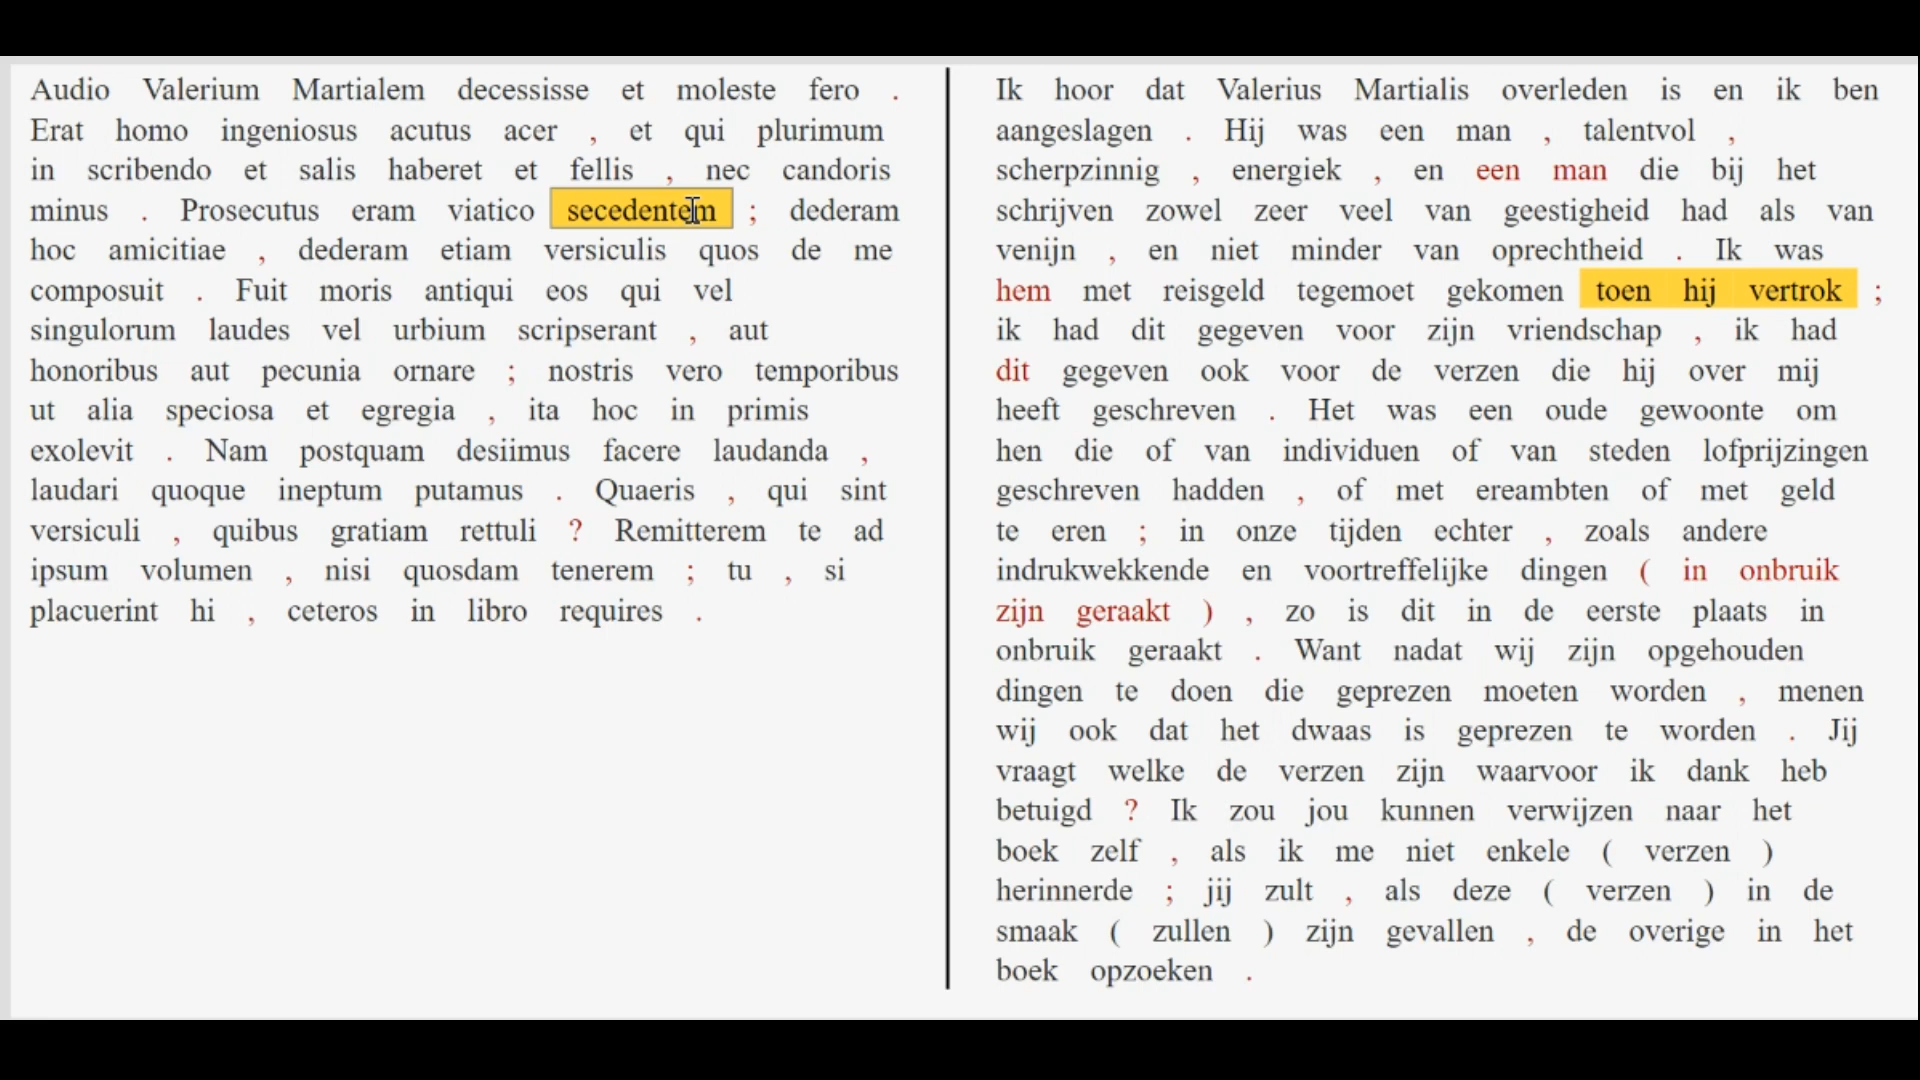 Audio Valerium Martialem decessisse et moleste fero .
Erat homo ingeniosus acutus acer , et qui plurimum
in scribendo et salis haberet et fellis , nec candoris
minus . Prosecutus eram viatico secedentem ; dederam
hoc amicitiae , dederam etiam versiculis quos de me
composuit . Fuit moris antiqui eos qui vel
singulorum laudes vel urbium scripserant , aut
honoribus aut pecunia ornare ; nostris vero temporibus
ut alia speciosa et egregia , ita hoc in primis
exolevit . Nam postquam desiimus facere laudanda ,
laudari quoque ineptum putamus . Quaeris , qui sint
versiculi , quibus gratiam rettuli ? Remitterem te ad
ipsum volumen , nisi quosdam tenerem ; tu , si
placuerint hi , ceteros in libro requires .
Ik hoor dat Valerius Martialis overleden is en ik ben
aangeslagen . Hij was een man , talentvol ,
scherpzinnig , energiek , en een man die bij het
schrijven zowel zeer veel van geestigheid had als van
venijn , en niet minder van oprechtheid . Ik was
hem met reisgeld tegemoet gekomen toen hij vertrok ;
ik had dit gegeven voor zijn vriendschap , ik had
dit gegeven ook voor de verzen die hij over mij
heeft geschreven . Het was een oude gewoonte om
hen die of van individuen of van steden lofprijzingen
geschreven hadden , of met ereambten of met geld
te eren ; in onze tijden echter , zoals andere
indrukwekkende en voortreffelijke dingen ( in onbruik
zijn geraakt ) , zo is dit in de eerste plaats in
onbruik geraakt . Want nadat wij zijn opgehouden
dingen te doen die geprezen moeten worden , menen
wij ook dat het dwaas is geprezen te worden . Jij
vraagt welke de verzen zijn waarvoor ik dank heb
betuigd ? Ik zou jou kunnen verwijzen naar het
boek zelf , als ik me niet enkele ( verzen )
herinnerde ; jij zult , als deze ( verzen ) in de
smaak ( zullen ) zijn gevallen , de overige in het
boek opzoeken .